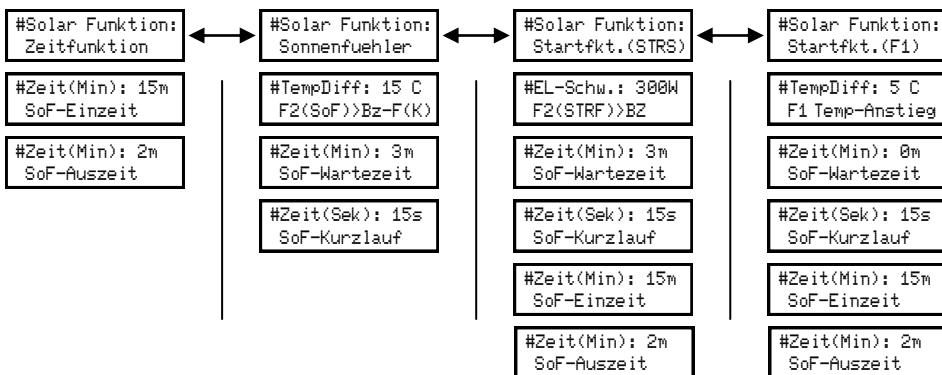 #Solar Funktion:
Zeitfunktion
#Zeit(Min): 15m
SoF-Einzeit
#Zeit(Min): 2m
SoF-Auszeit
#Solar Funktion:
Sonnenfuehler
#TempDiff: 15 C
F2(SoF)>>Bz-F(K)
#Zeit(Min): 3m
SoF-Wartezeit
#Zeit(Sek): 15s
SoF-Kurzlauf
#Solar Funktion:
Startfkt.(STRS)
#EL-Schw.: 300W
F2(STRF)>>BZ
#Zeit(Min): 3m
SoF-Wartezeit
#Zeit(Sek): 15s
SoF-Kurzlauf
#Zeit(Min): 15m
SoF-Einzeit
#Zeit(Min): 2m
SoF-Auszeit
#Solar Funktion:
Startfkt.(F1)
#TempDiff: 5 C
F1 Temp-Anstieg
#Zeit(Min): 0m
SoF-Wartezeit
#Zeit(Sek): 15s
SoF-Kurzlauf
#Zeit(Min): 15m
SoF-Einzeit
#Zeit(Min): 2m
SoF-Auszeit